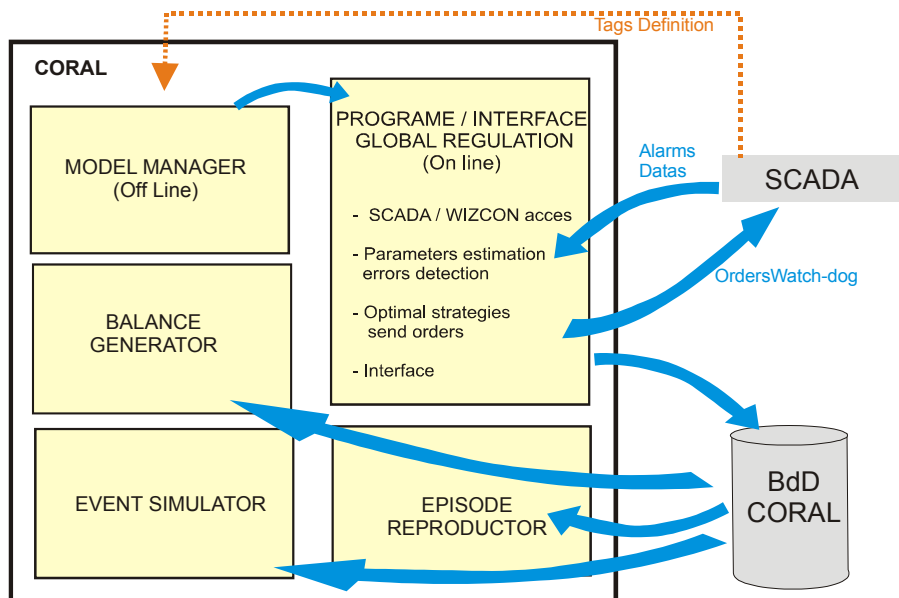 Tags Definition
CORAL
MODEL MANAGER
(Off Line)
PROGRAME / INTERFACE
GLOBAL REGULATION
(On line)
- SCADA / WIZCON acces
- Parameters estimation
errors detection
- Optimal strategies
send orders
- Interface
Alarms
Datas
SCADA
OrdersWatch-dog
BALANCE
GENERATOR
EVENT SIMULATOR
EPISODE
REPRODUCTOR
BdD
CORAL